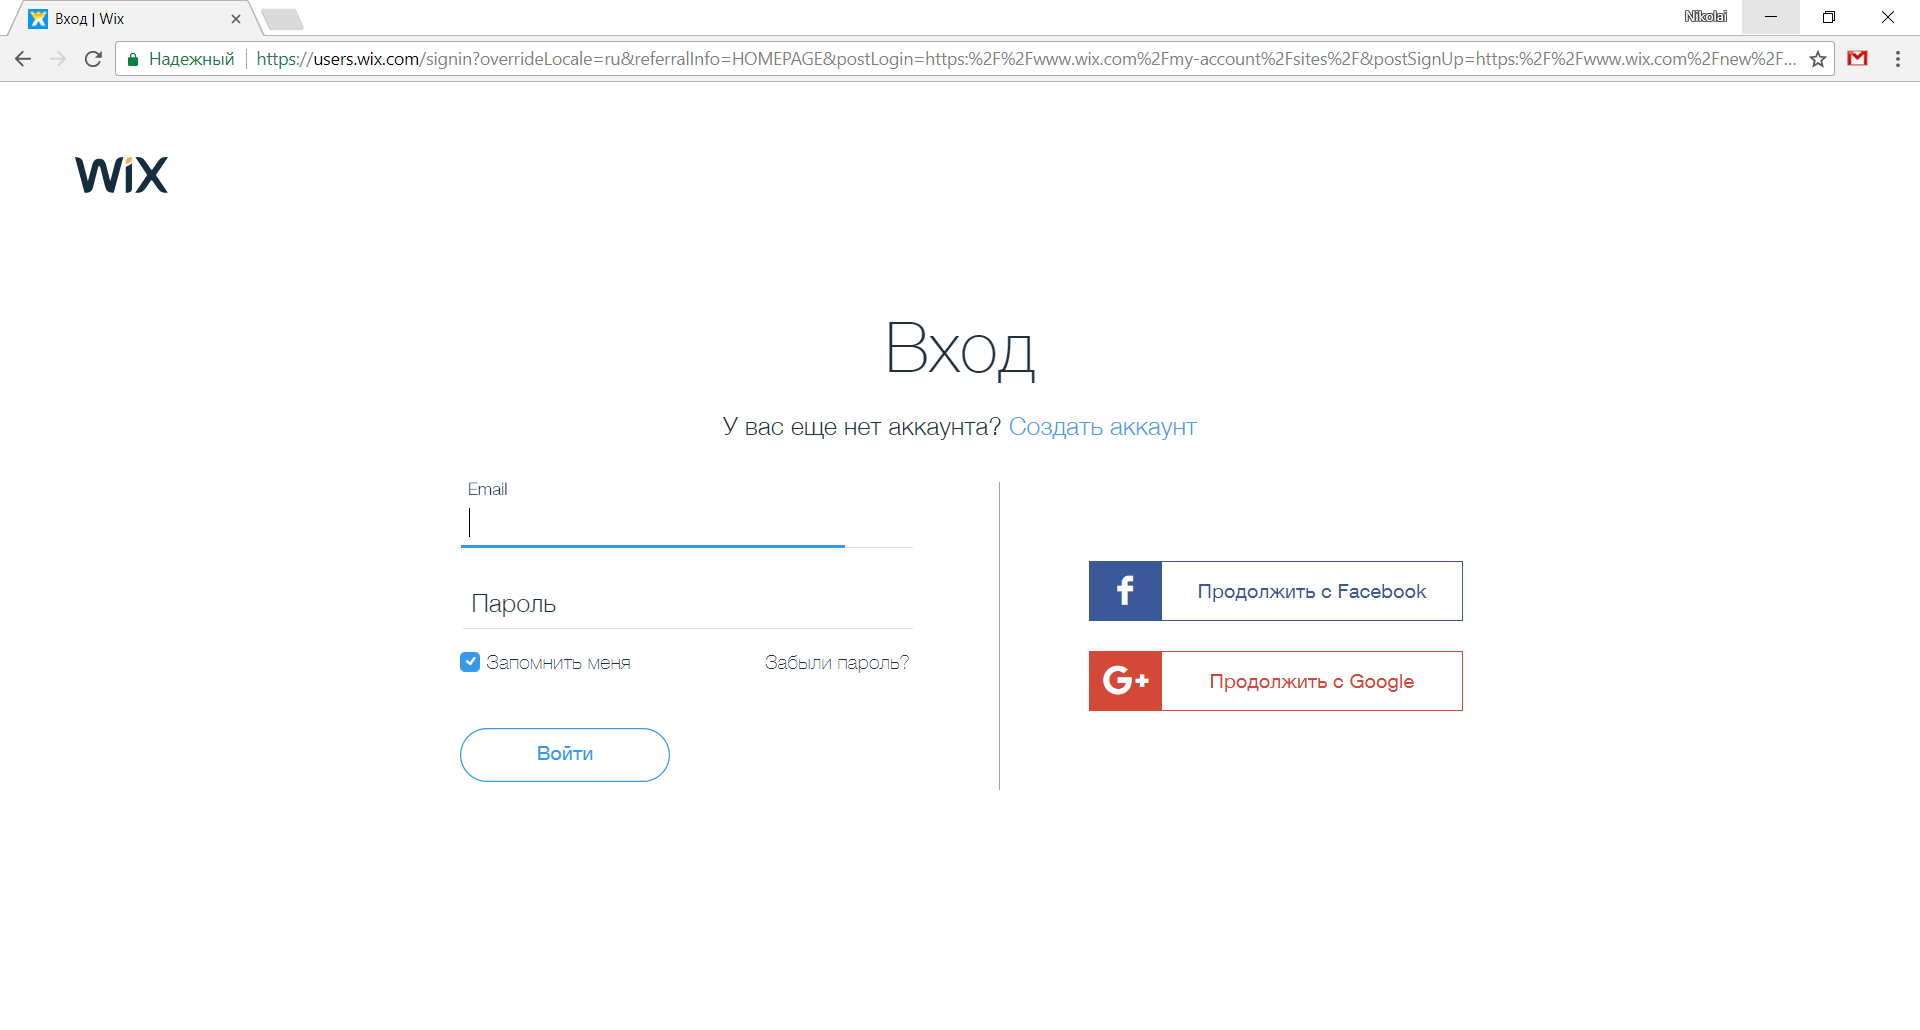 Вход | Wix
Nikolai
Надежный https://users.wix.com/signin?overrideLocale=ru&referralInfo=HOMEPAGE&postLogin=https:%2F%2Fwww.wix.com%2Fmy-account%2Fsites%2F&postSignUp=https:%2F%2Fwww.wix.com%2Fnew%2F...
WiX
Вход
У вас еще нет аккаунта? Создать аккаунт
Email
Пароль
Запомнить меня Забыли пароль?
Войти
Продолжить с Facebook
G+ Продолжить с Google